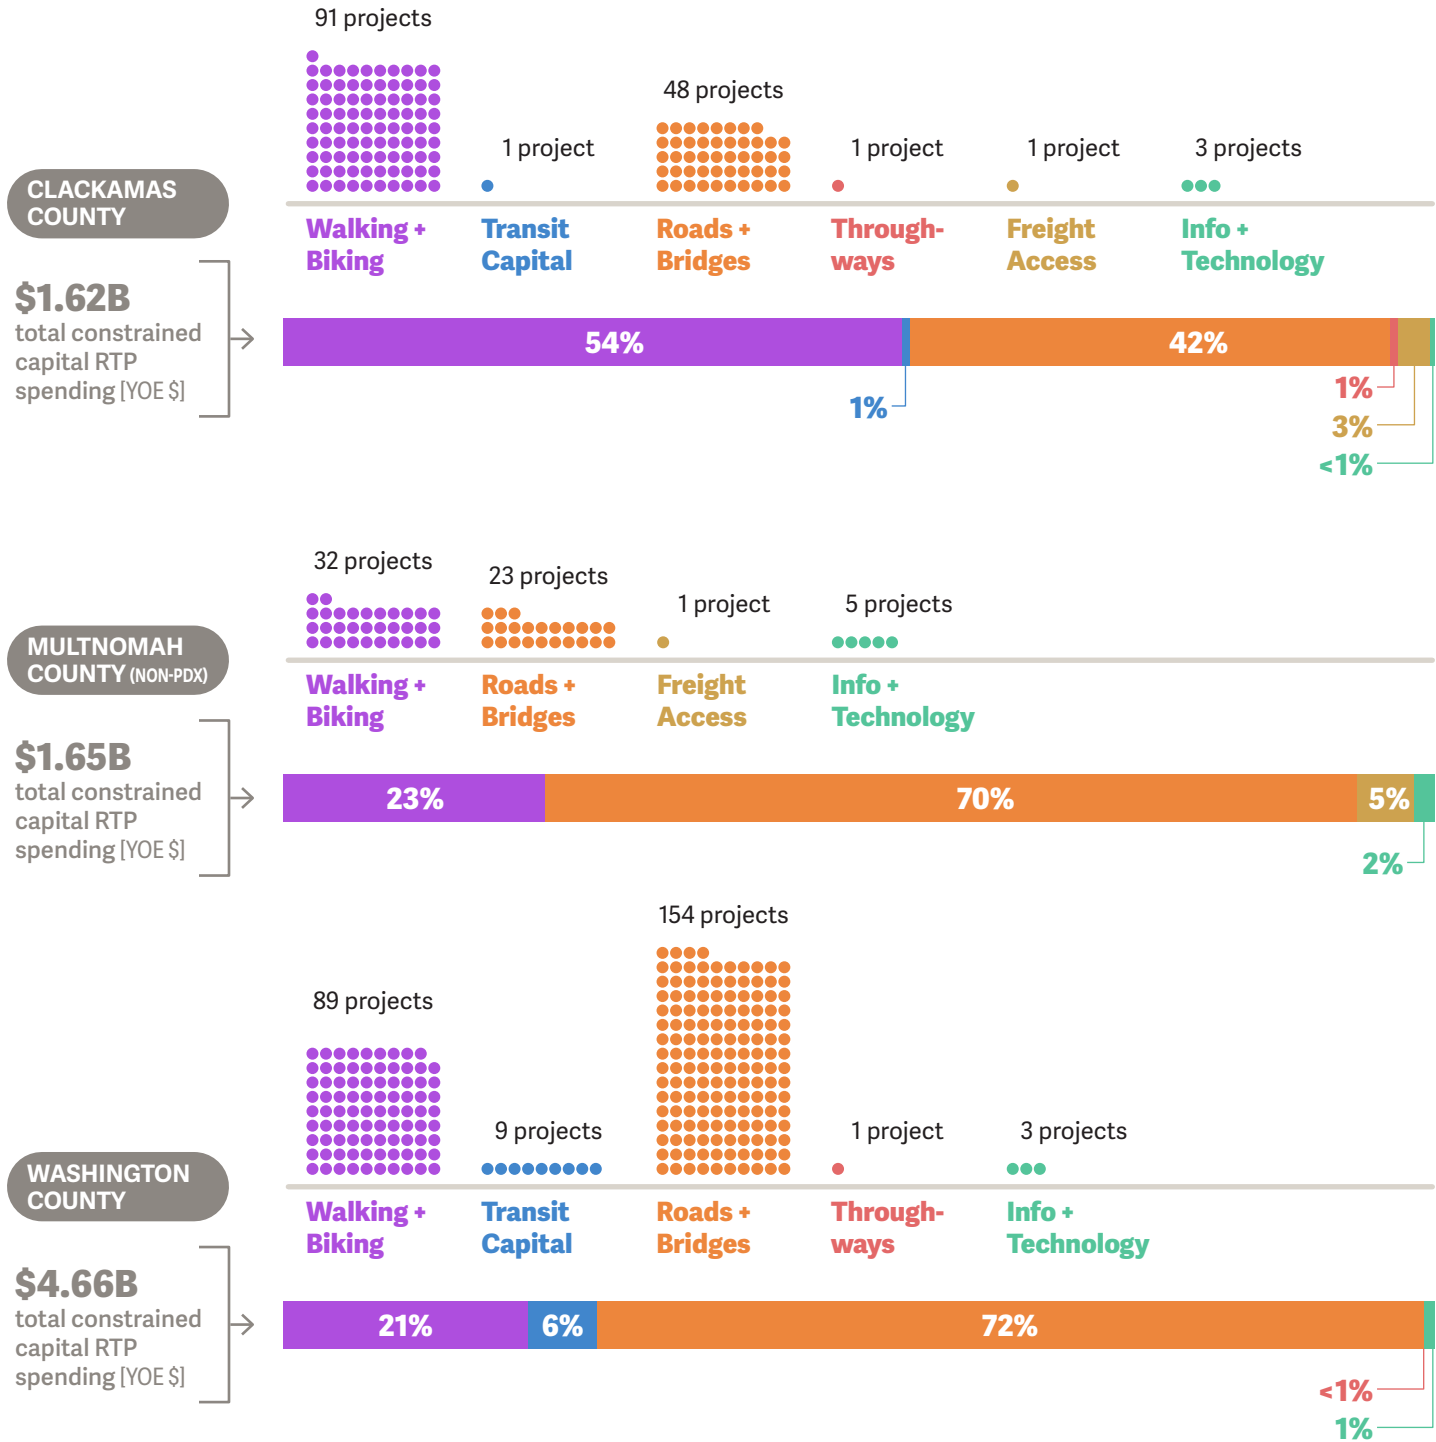 91 projects
1 project
48 projects
1 project
1 project
3 projects
CLACKAMAS
COUNTY
Walking +
Biking
Transit
Capital
Roads +
Bridges
Through-
ways
Freight
Access
Info +
Technology
$1.62B
total constrained
capital RTP
spending [YOE $]
54%
1%
42%
1%
3%
<1%
32 projects
23 projects
1 project
5 projects
MULTNOMAH
COUNTY (NON-PDX)
Walking +
Biking
Roads +
Bridges
Freight
Access
Info +
Technology
$1.65B
total constrained
capital RTP
spending [YOE $]
23%
70%
5%
2%
89 projects
9 projects
154 projects
1 project
3 projects
WASHINGTON
COUNTY
Walking +
Biking
Transit
Capital
Roads +
Bridges
Through-
ways
Info +
Technology
$4.66B
total constrained
capital RTP
spending [YOE $]
21%
6%
72%
<1%
1%